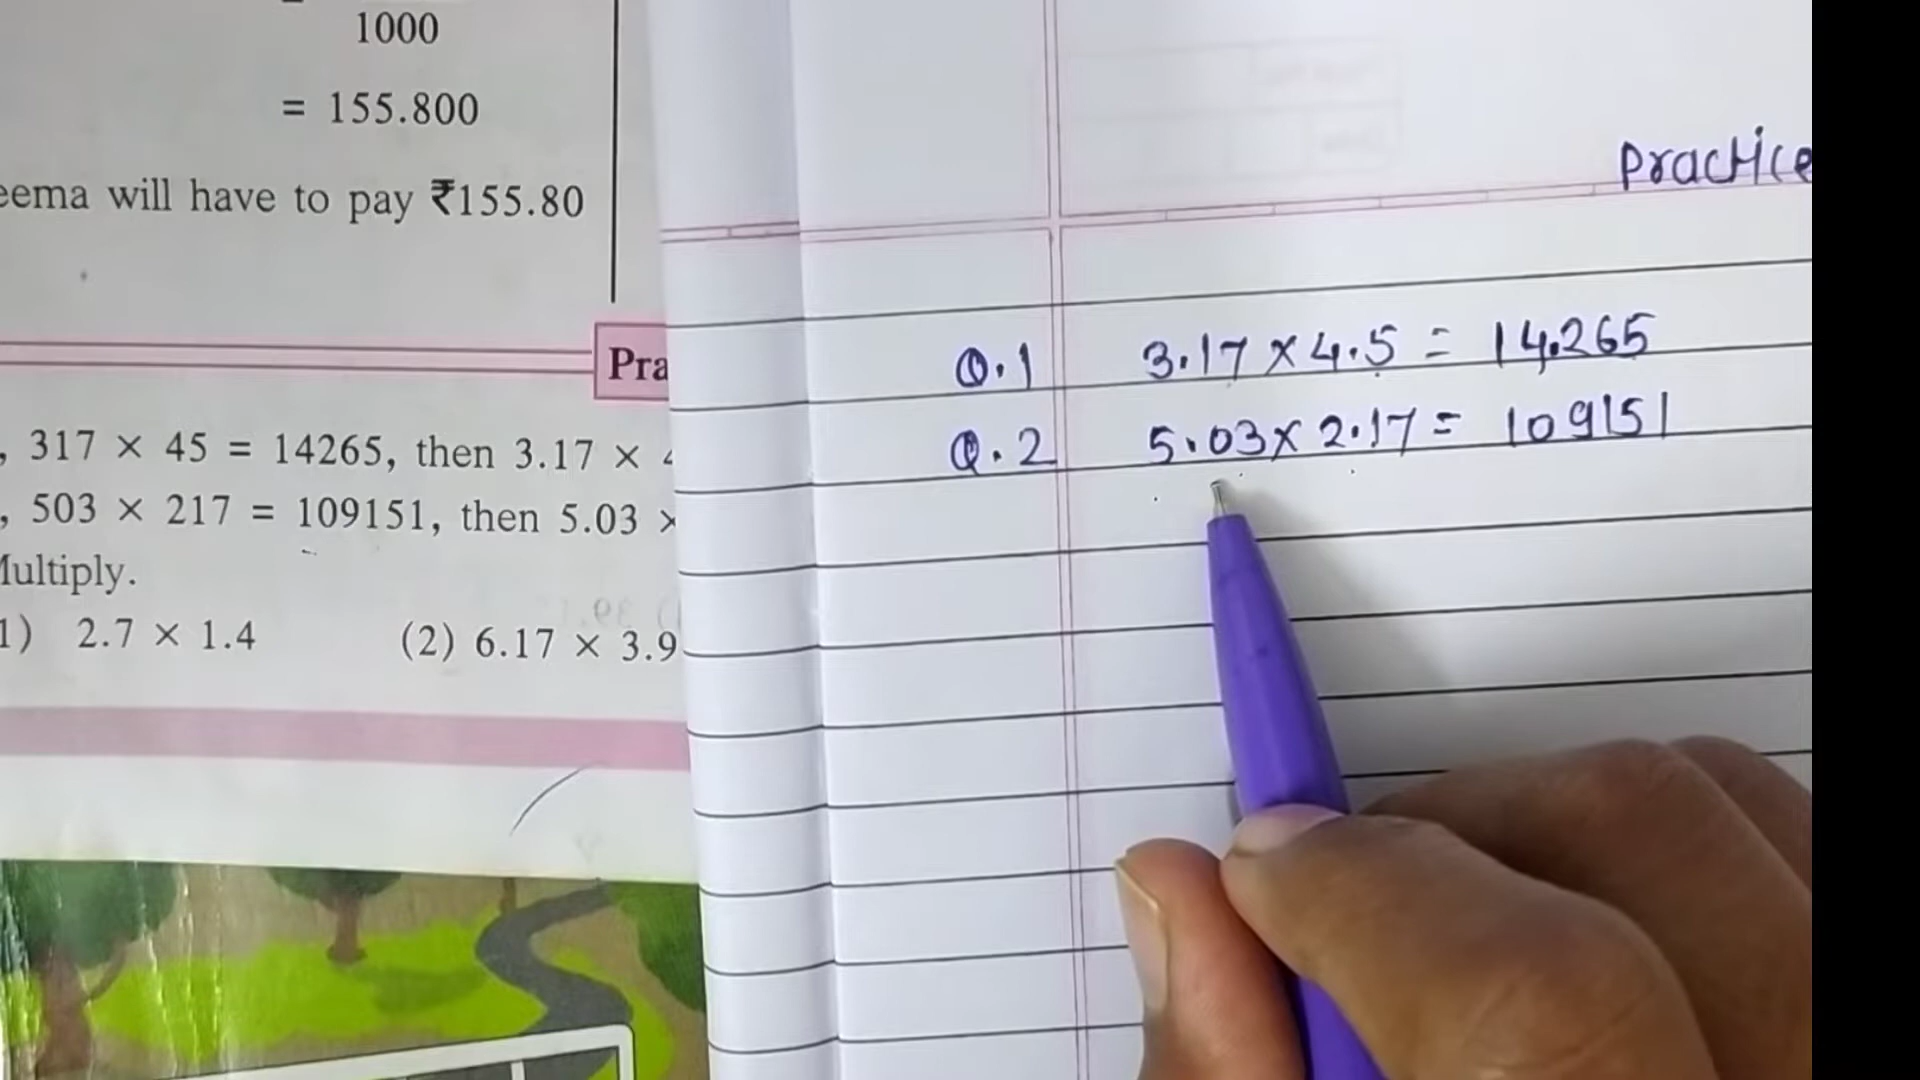 1000
= 155.800
eema will have to pay ₹155.80
Pra
, 317 × 45 = 14265, then 3.17 ×
, 503 × 217 = 109151, then 5.03 ×
Multiply.
1) 2.7 × 1.4 (2) 6.17 × 3.9
Practice
Q.1 3.17 × 4.5 = 14.265
Q.2 5.03 × 2.17 = 109151